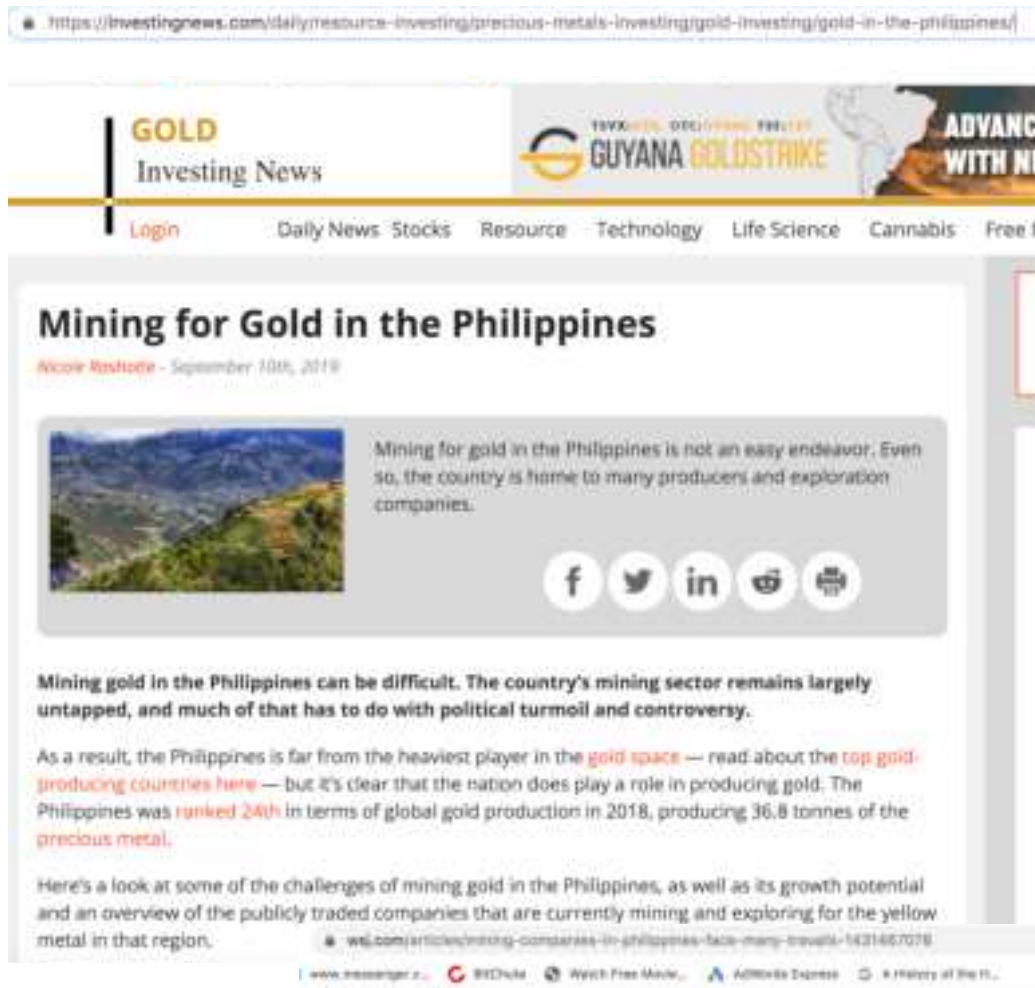 https://investingnews.com/daily/resource-investing/precious-metals-investing/gold-investing/gold-in-the-philippines/
GOLD
Investing News
GUYANA GOLDSTRIKE
ADVANC
WITH NE
Login Daily News Stocks Resource Technology Life Science Cannabis Free
Mining for Gold in the Philippines
Nicole Rashotte - September 10th, 2019
Mining for gold in the Philippines is not an easy endeavor. Even
so, the country is home to many producers and exploration
companies.
Mining gold in the Philippines can be difficult. The country's mining sector remains largely
untapped, and much of that has to do with political turmoil and controversy.
As a result, the Philippines is far from the heaviest player in the gold space — read about the top gold-
producing countries here — but it's clear that the nation does play a role in producing gold. The
Philippines was ranked 24th in terms of global gold production in 2018, producing 36.8 tonnes of the
precious metal.
Here's a look at some of the challenges of mining gold in the Philippines, as well as its growth potential
and an overview of the publicly traded companies that are currently mining and exploring for the yellow
metal in that region.
wsj.com/articles/mining-companies-in-philippines-face-many-travails-1431667078
www.messenger.c... BitChute Watch Free Movie... AdWords Express A History of the H...